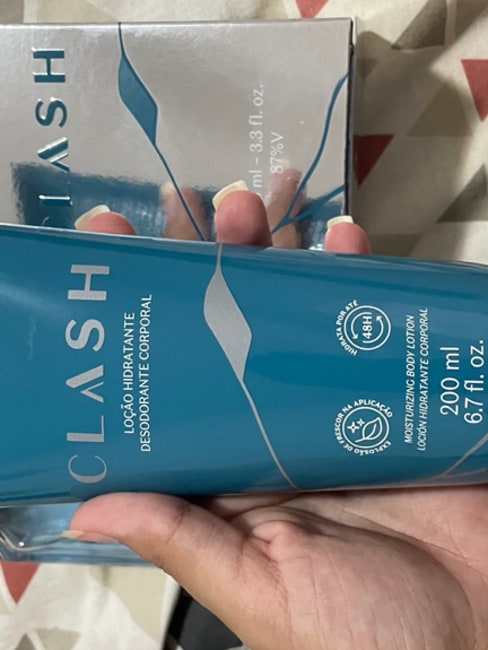 CLASH
ml - 3.3 fl. oz.
87%V
CLASH
LOÇÃO HIDRATANTE
DESODORANTE CORPORAL
HIDRATA POR ATÉ
48H
EXPLOSÃO DE FRESCOR NA APLICAÇÃO
MOISTURIZING BODY LOTION
LOCIÓN HIDRATANTE CORPORAL
200 ml
6.7 fl. oz.